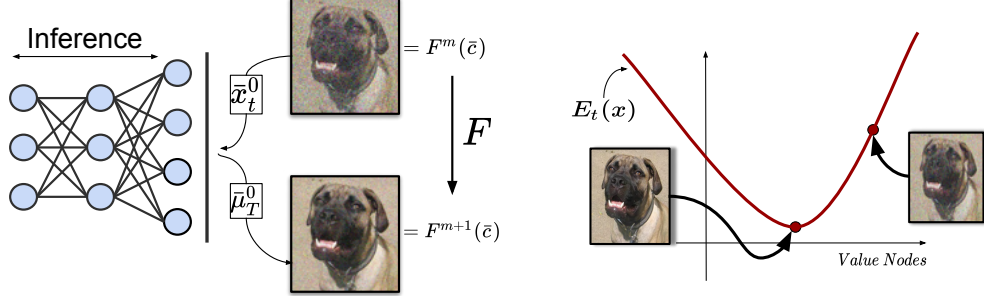 Inference
= F^m(c̄)
x̄_t^0
F
μ̄_T^0
= F^{m+1}(c̄)
E_t(x)
Value Nodes